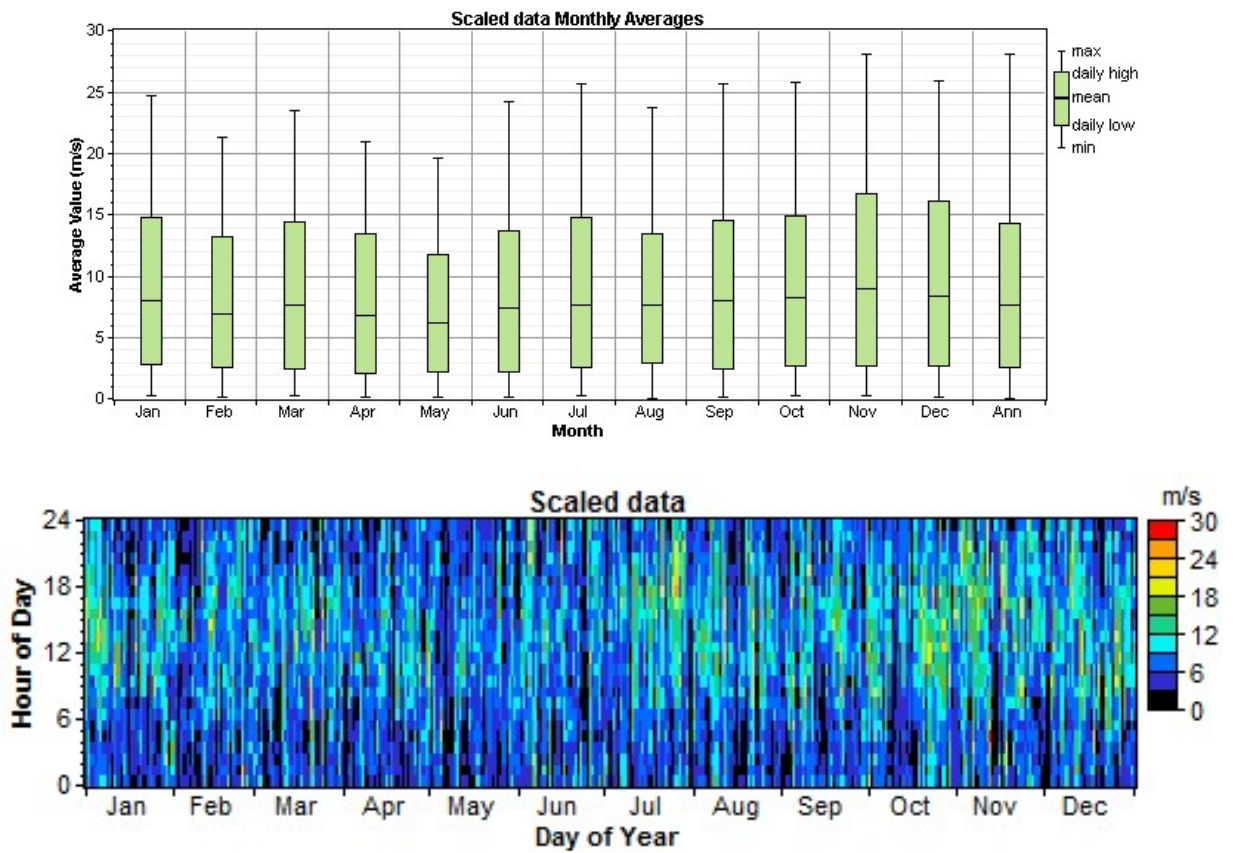 Scaled data Monthly Averages
30
25
20
15
10
5
0
Average Value (m/s)
max
daily high
mean
daily low
min
Jan Feb Mar Apr May Jun Jul Aug Sep Oct Nov Dec Ann
Month
Scaled data
24
18
12
6
0
Hour of Day
m/s
30
24
18
12
6
0
Jan Feb Mar Apr May Jun Jul Aug Sep Oct Nov Dec
Day of Year